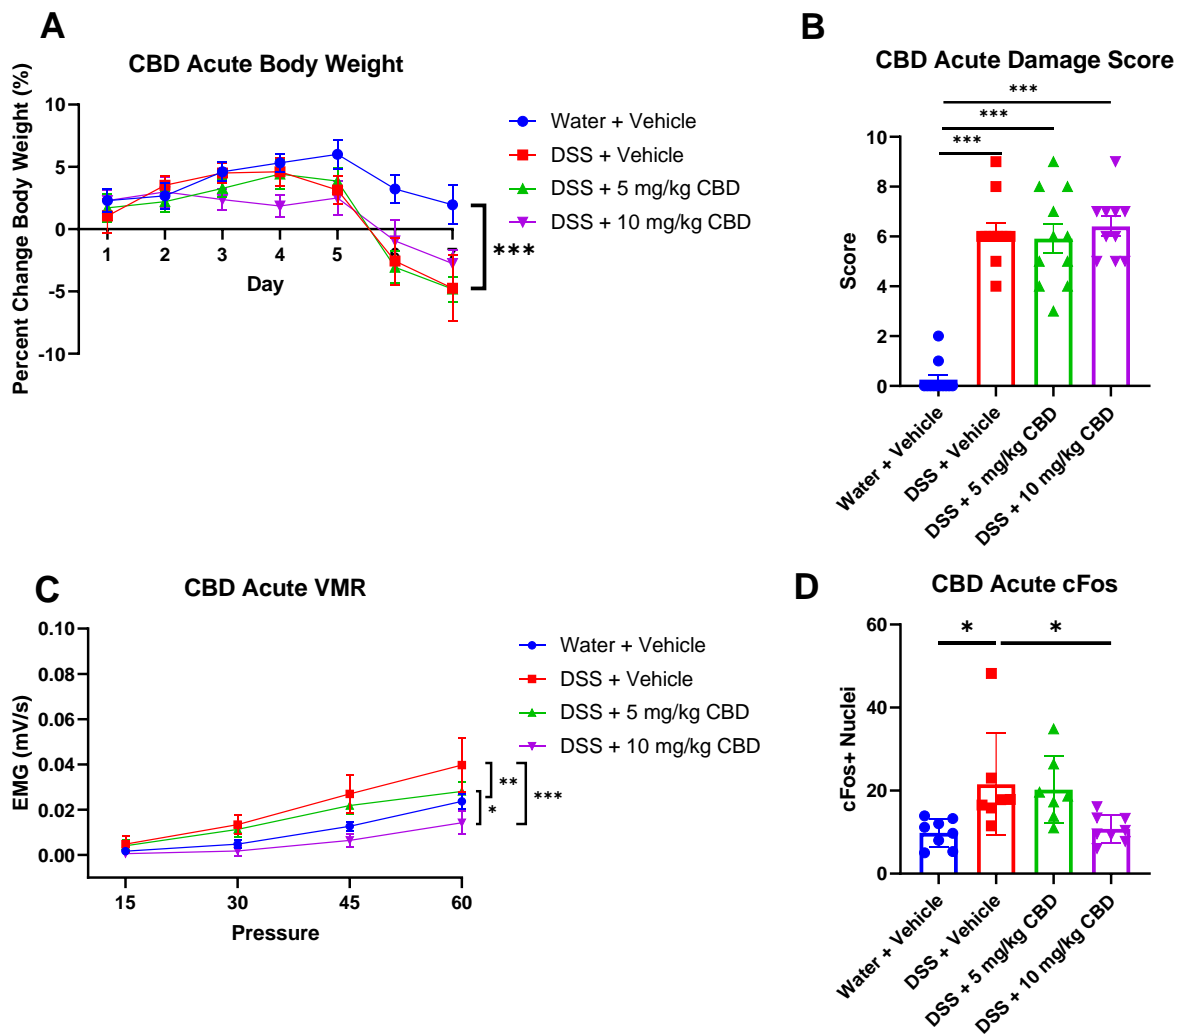 A
CBD Acute Body Weight
Percent Change Body Weight (%)
10
5
0
-5
-10
1
2
3
4
5
Day
Water + Vehicle
DSS + Vehicle
DSS + 5 mg/kg CBD
DSS + 10 mg/kg CBD
***
B
CBD Acute Damage Score
***
***
***
Score
10
8
6
4
2
0
Water + Vehicle
DSS + Vehicle
DSS + 5 mg/kg CBD
DSS + 10 mg/kg CBD
C
CBD Acute VMR
EMG (mV/s)
0.10
0.08
0.06
0.04
0.02
0.00
15
30
45
60
Pressure
Water + Vehicle
DSS + Vehicle
DSS + 5 mg/kg CBD
DSS + 10 mg/kg CBD
**
*
***
D
CBD Acute cFos
*
*
cFos+ Nuclei
60
40
20
0
Water + Vehicle
DSS + Vehicle
DSS + 5 mg/kg CBD
DSS + 10 mg/kg CBD